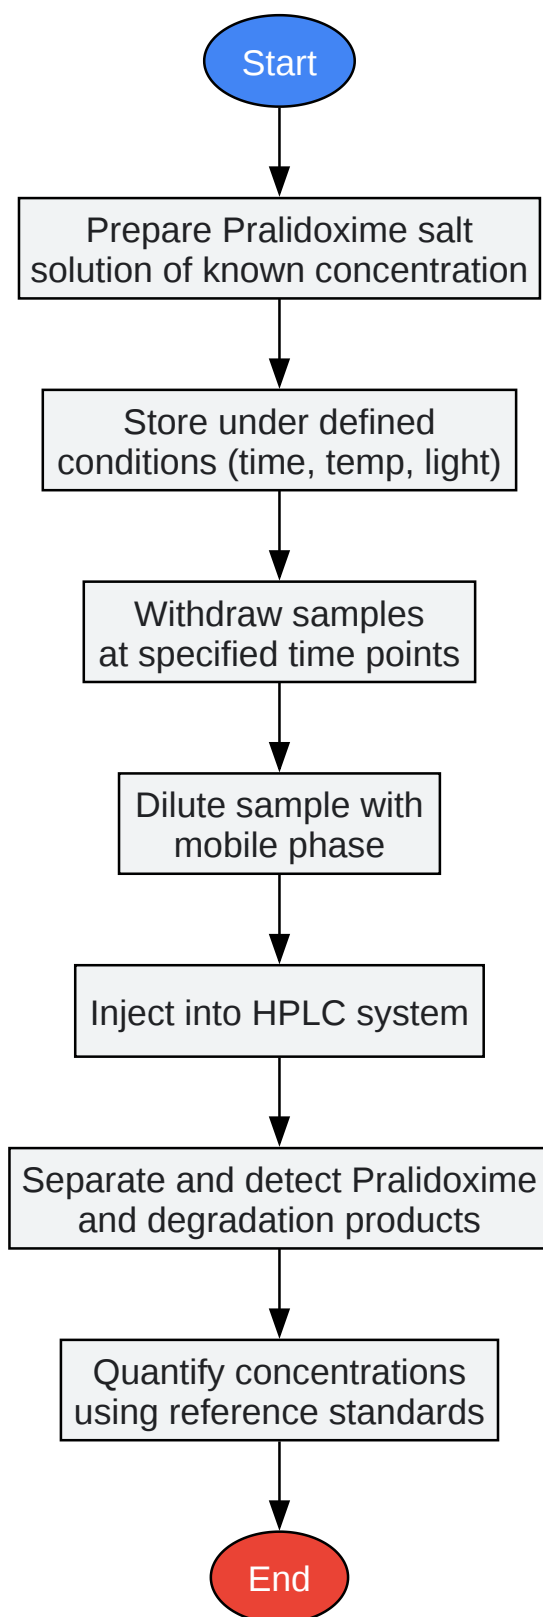 Start
Prepare Pralidoxime salt
solution of known concentration
Store under defined
conditions (time, temp, light)
Withdraw samples
at specified time points
Dilute sample with
mobile phase
Inject into HPLC system
Separate and detect Pralidoxime
and degradation products
Quantify concentrations
using reference standards
End